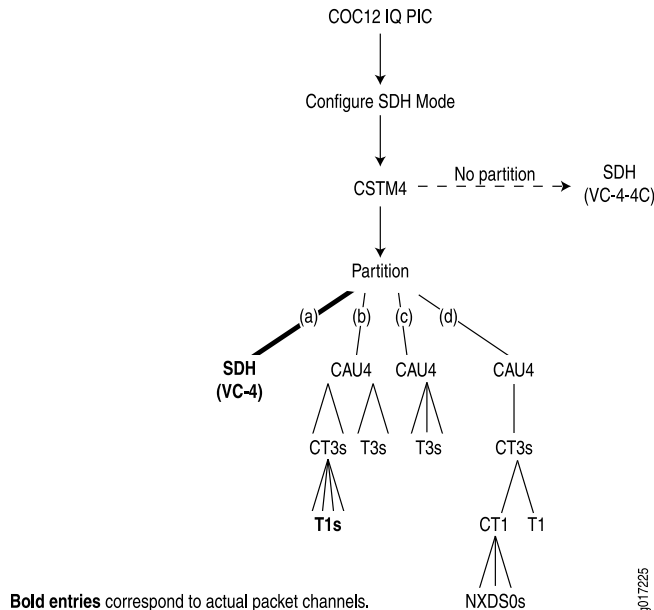 COC12 IQ PIC
Configure SDH Mode
CSTM4
No partition
SDH
(VC-4-4C)
Partition
(a)
(b)
(c)
(d)
SDH
(VC-4)
CAU4
CAU4
CAU4
CT3s
T3s
T3s
CT3s
T1s
CT1
T1
NXDS0s
Bold entries correspond to actual packet channels.
g017225